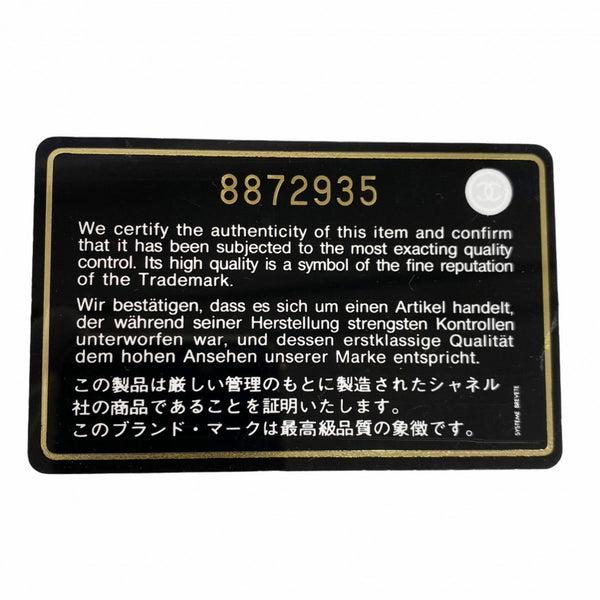 8872935
We certify the authenticity of this item and confirm
that it has been subjected to the most exacting quality
control. Its high quality is a symbol of the fine reputation
of the Trademark.
Wir bestätigen, dass es sich um einen Artikel handelt,
der während seiner Herstellung strengsten Kontrollen
unterworfen war, und dessen erstklassige Qualität
dem hohen Ansehen unserer Marke entspricht.
この製品は厳しい管理のもとに製造されたシャネル
社の商品であることを証明いたします。
このブランド・マークは最高級品質の象徴です。
SYSTEME BREVETE